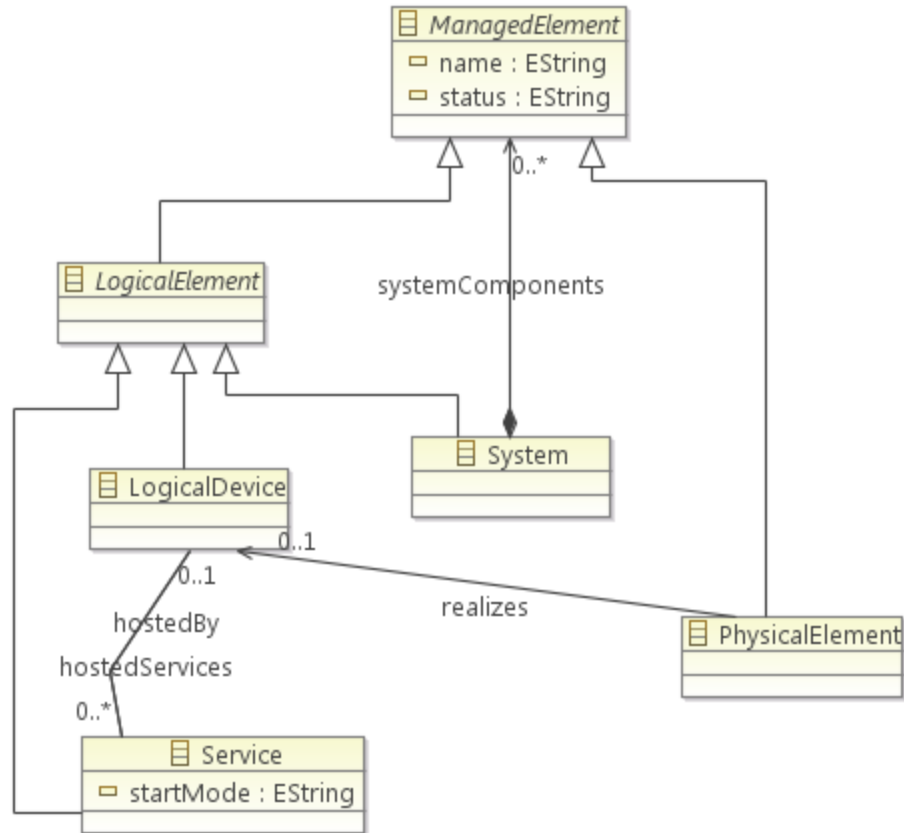 ManagedElement
name : EString
status : EString
0..*
LogicalElement
systemComponents
System
LogicalDevice
0..1
0..1
realizes
hostedBy
PhysicalElement
hostedServices
0..*
Service
startMode : EString